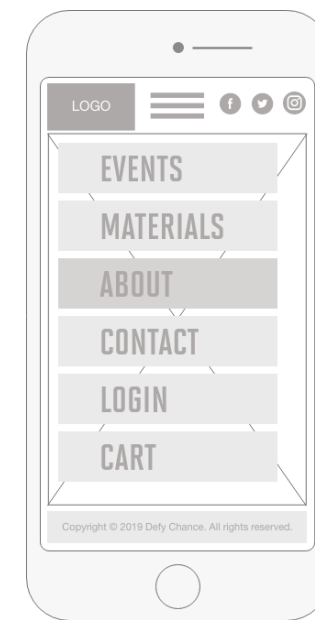 LOGO
EVENTS
MATERIALS
ABOUT
CONTACT
LOGIN
CART
Copyright © 2019 Defy Chance. All rights reserved.